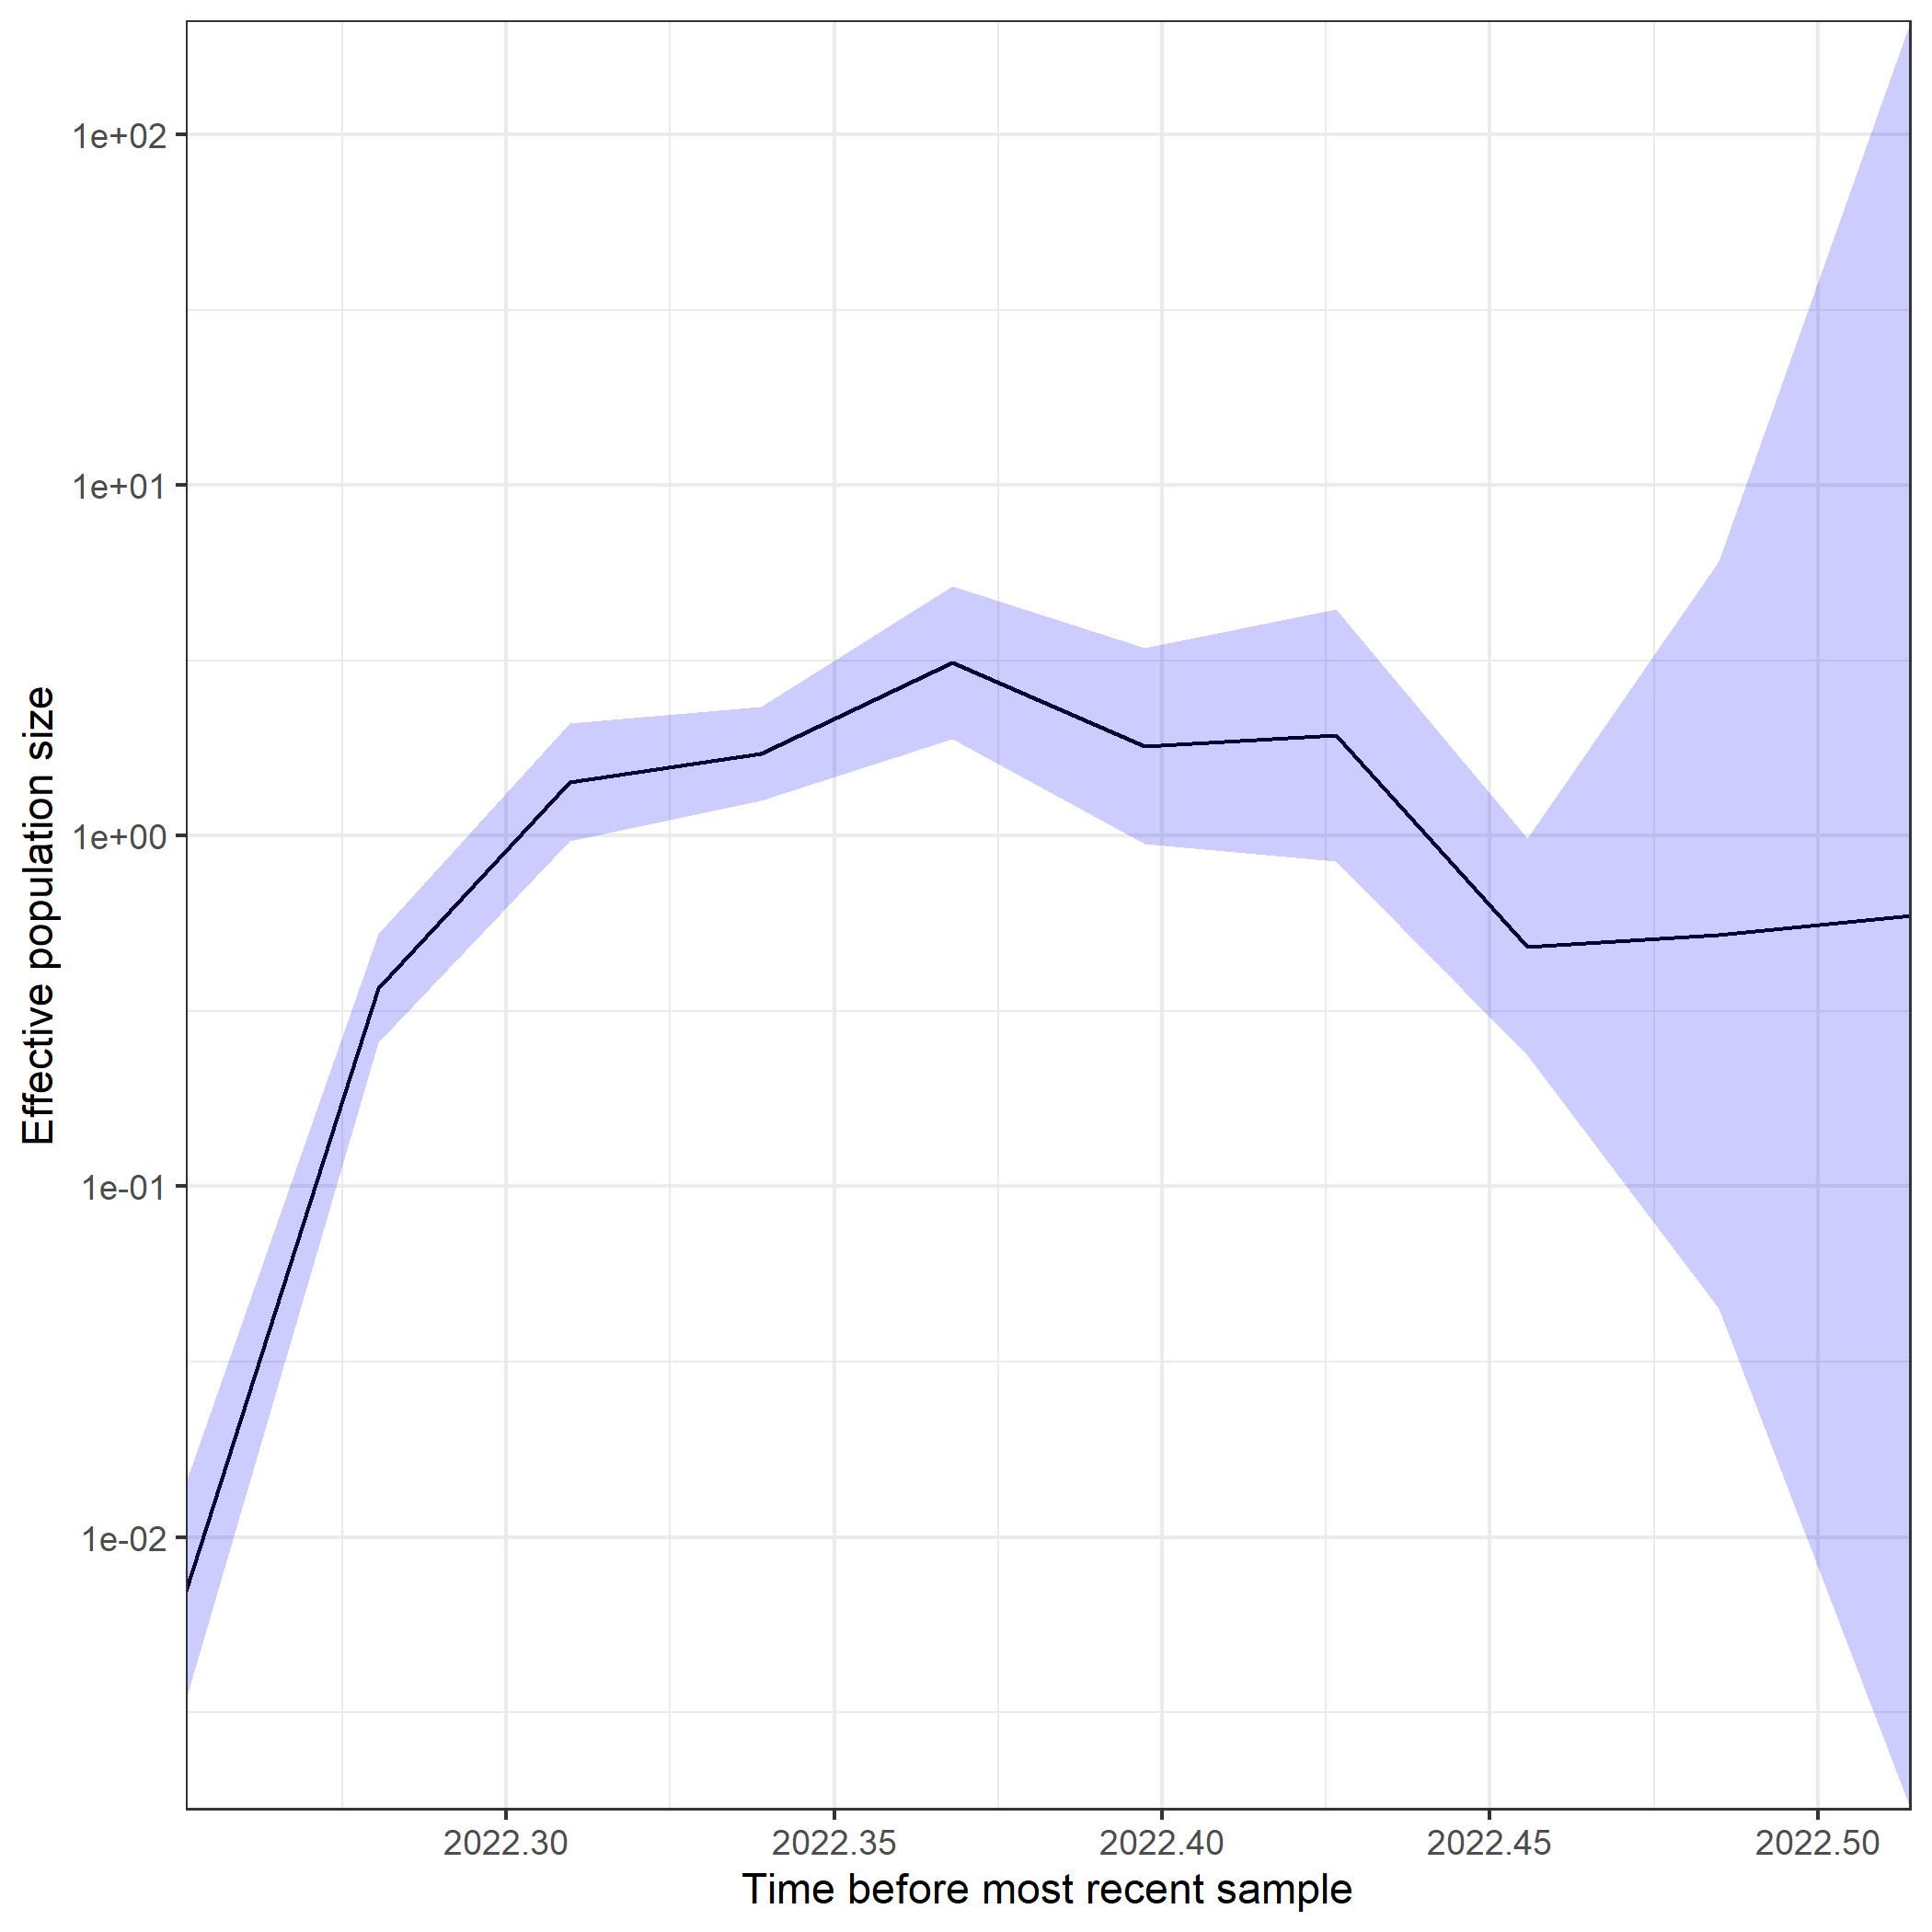 1e+02
1e+01
1e+00
1e-01
1e-02
Effective population size
2022.30 2022.35 2022.40 2022.45 2022.50
Time before most recent sample